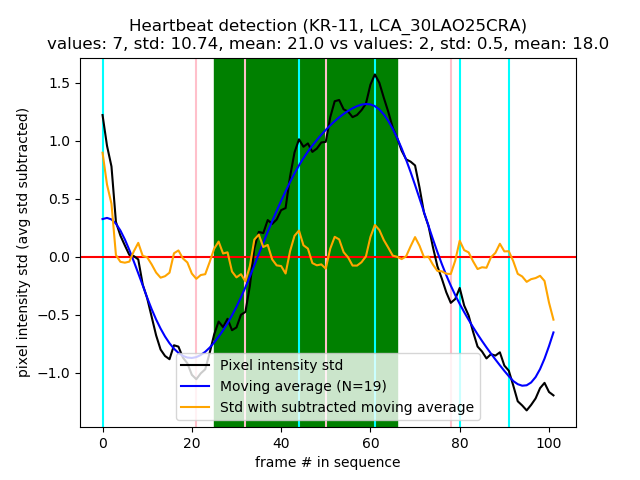 Heartbeat detection (KR-11, LCA_30LAO25CRA)
values: 7, std: 10.74, mean: 21.0 vs values: 2, std: 0.5, mean: 18.0
pixel intensity std (avg std subtracted)
1.5
1.0
0.5
0.0
−0.5
−1.0
Pixel intensity std
Moving average (N=19)
Std with subtracted moving average
0 20 40 60 80 100
frame # in sequence